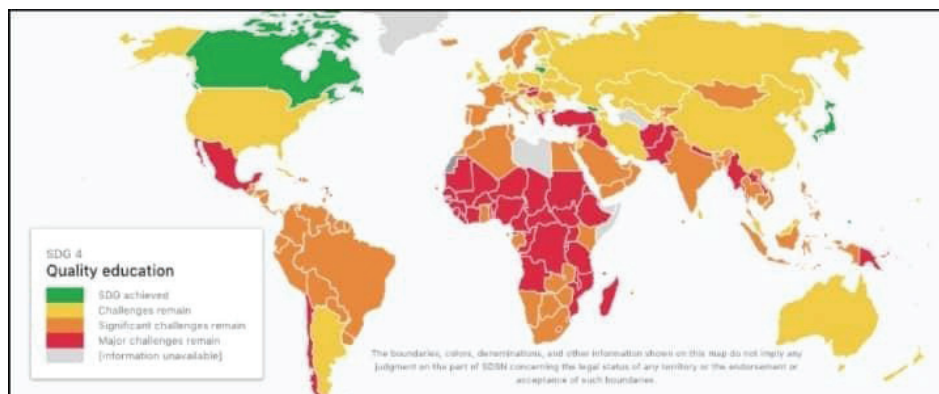 SDG 4
Quality education
SDG achieved
Challenges remain
Significant challenges remain
Major challenges remain
[Information unavailable]
The boundaries, colors, denominations, and other information shown on this map do not imply any
judgment on the part of SDSN concerning the legal status of any territory or the endorsement or
acceptance of such boundaries.